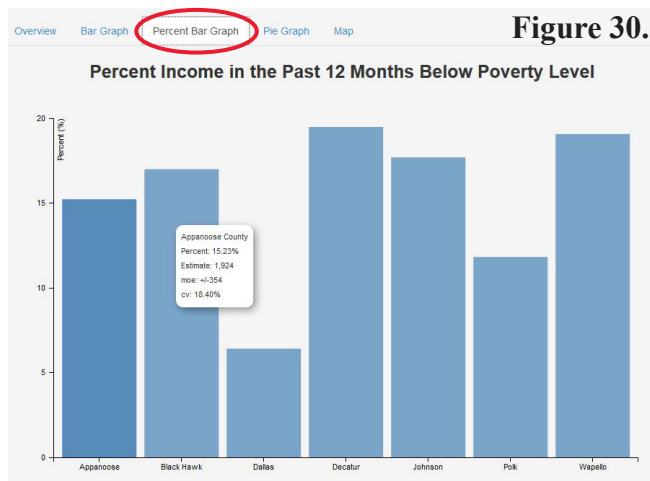 Overview Bar Graph Percent Bar Graph Pie Graph Map
Figure 30.
Percent Income in the Past 12 Months Below Poverty Level
20
Percent (%)
15
10
5
0
Appanoose County
Percent: 15.23%
Estimate: 1,924
moe: +/-354
cv: 18.40%
Appanoose Black Hawk Dallas Decatur Johnson Polk Wapello